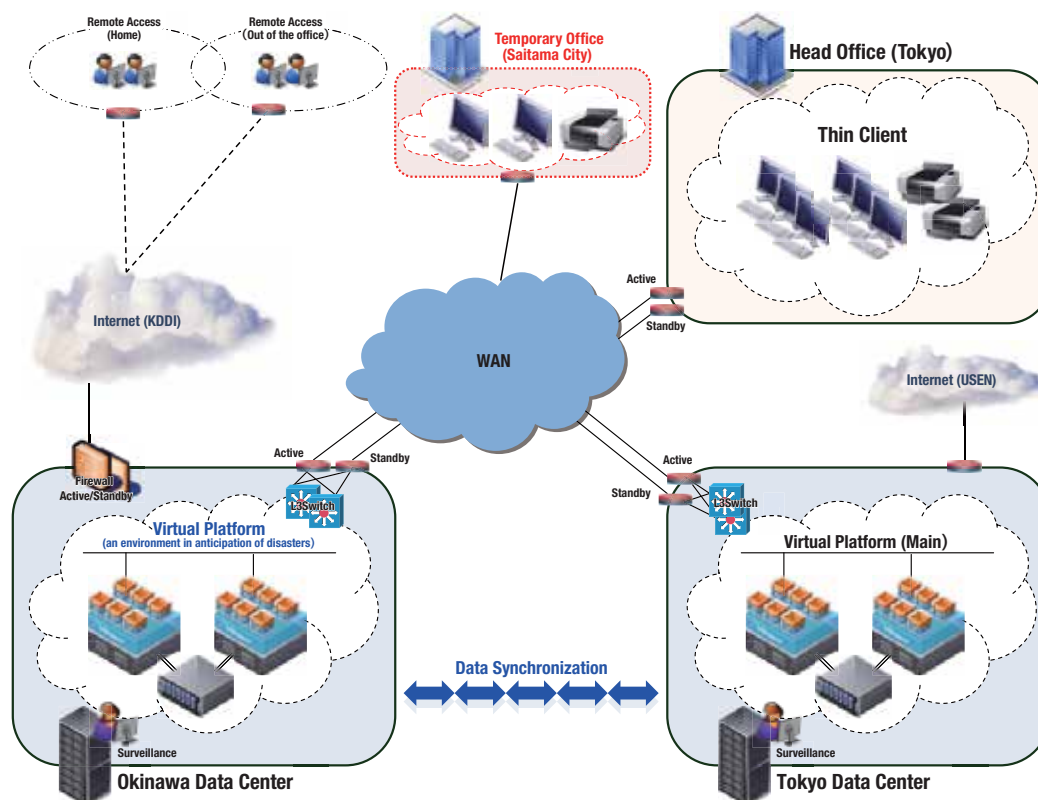 Remote Access
(Home)
Remote Access
(Out of the office)
Temporary Office
(Saitama City)
Head Office (Tokyo)
Thin Client
Active
Standby
Internet (KDDI)
WAN
Internet (USEN)
Firewall
Active/Standby
Active
Standby
L3Switch
Active
Standby
L3Switch
Virtual Platform
(an environment in anticipation of disasters)
Virtual Platform (Main)
Data Synchronization
Surveillance
Okinawa Data Center
Surveillance
Tokyo Data Center